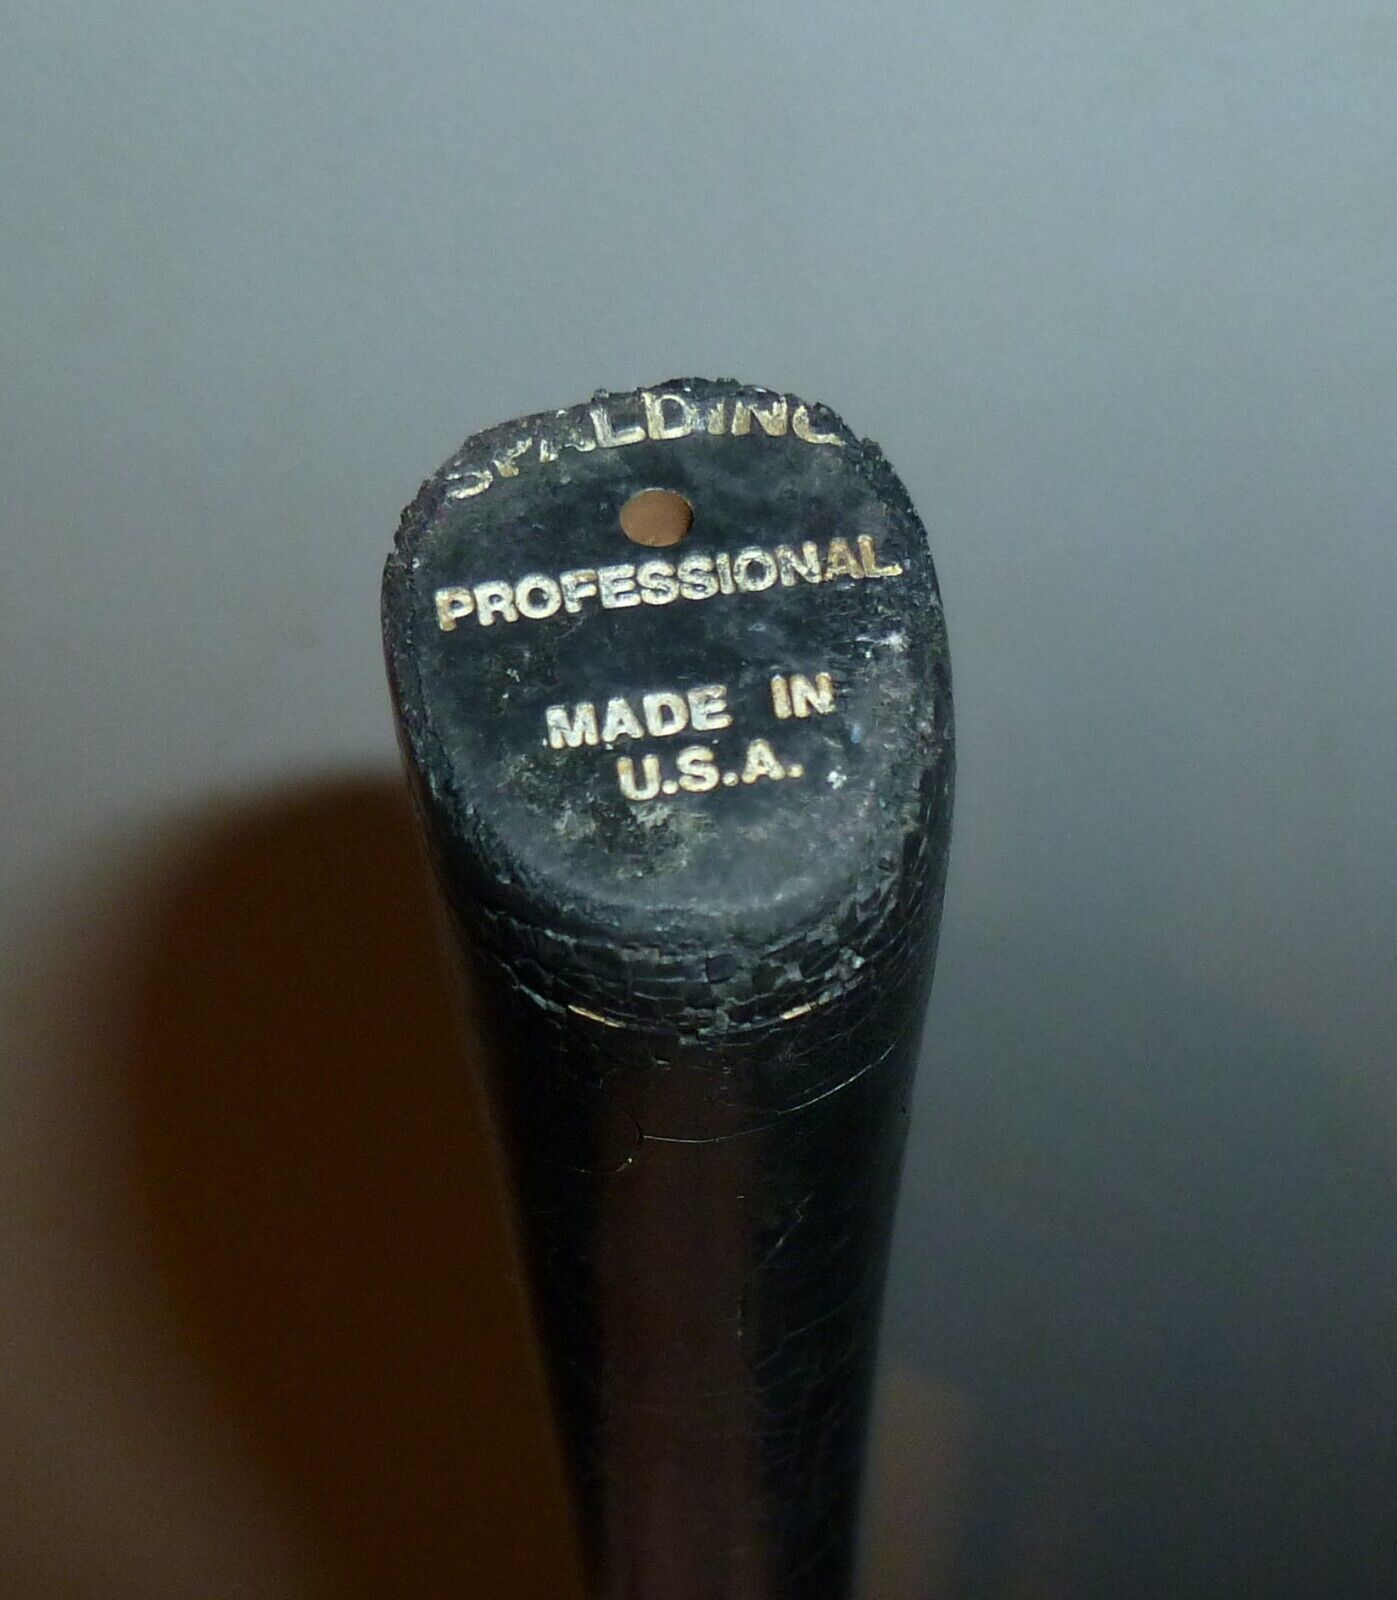 SPALDING
PROFESSIONAL
MADE IN
U.S.A.